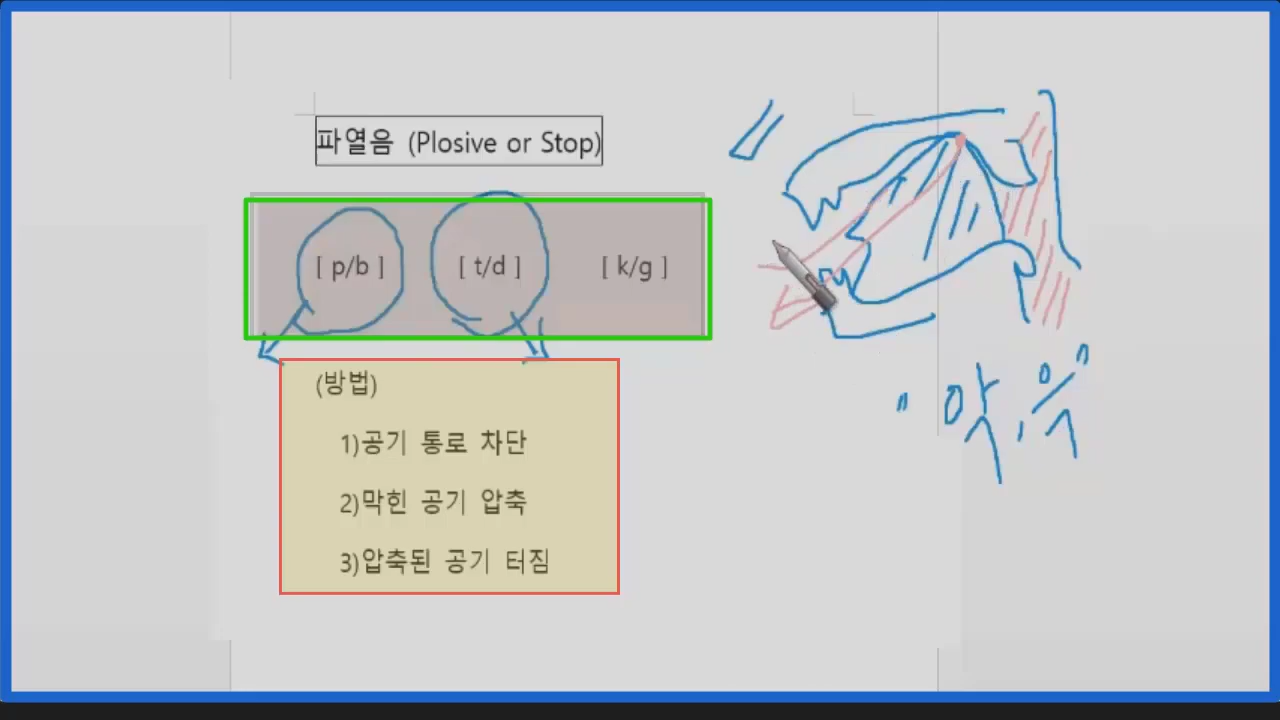 파열음 (Plosive or Stop)
[ p/b ] [ t/d ] [ k/g ]
(방법)
1)공기 통로 차단
2)막힌 공기 압축
3)압축된 공기 터짐
"악, 윽"